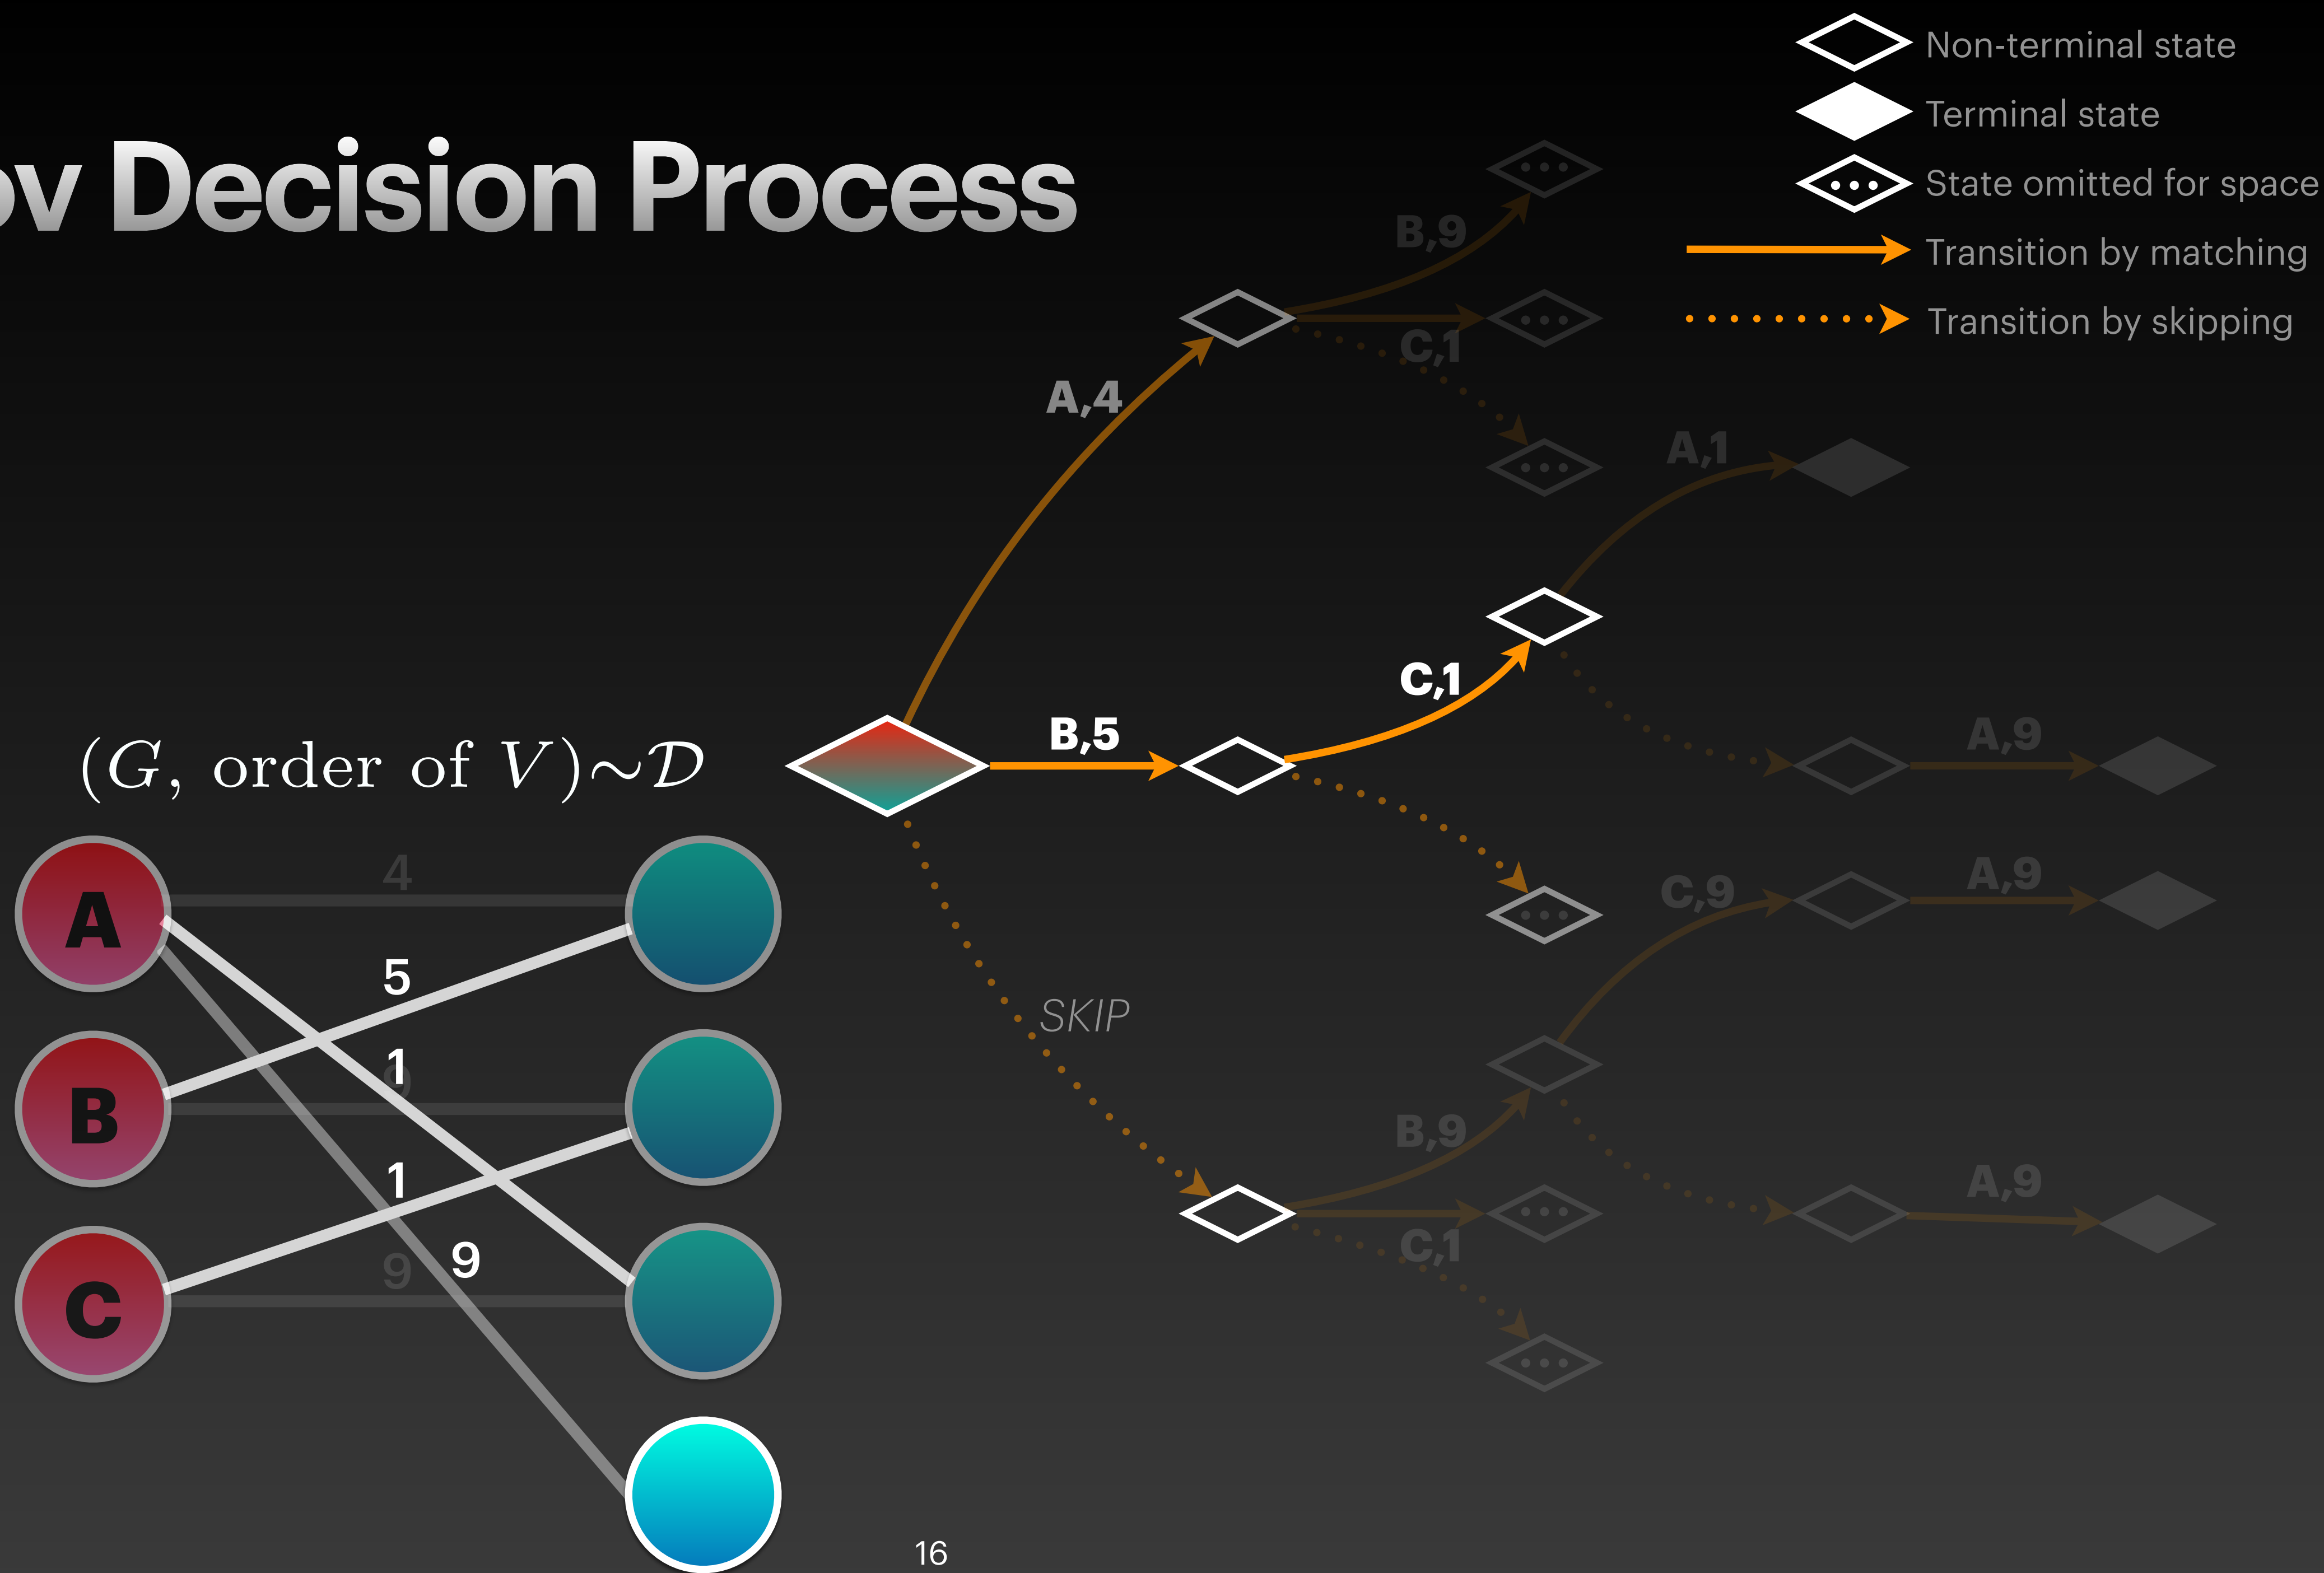 ov Decision Process
Non-terminal state
Terminal state
State omitted for space
Transition by matching
Transition by skipping
B,9
C,1
A,4
A,1
C,1
B,5
A,9
(G, order of V)~𝒟
4
A
C,9
A,9
5
SKIP
1
9
B
B,9
1
A,9
9
C,1
9
C
16